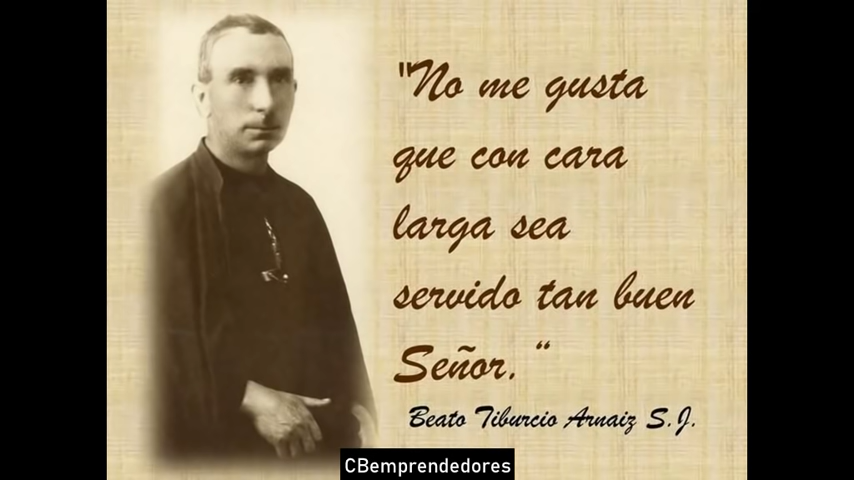 "No me gusta
que con cara
larga sea
servido tan buen
Señor.“
Beato Tiburcio Arnaiz S.J.
CBemprendedores